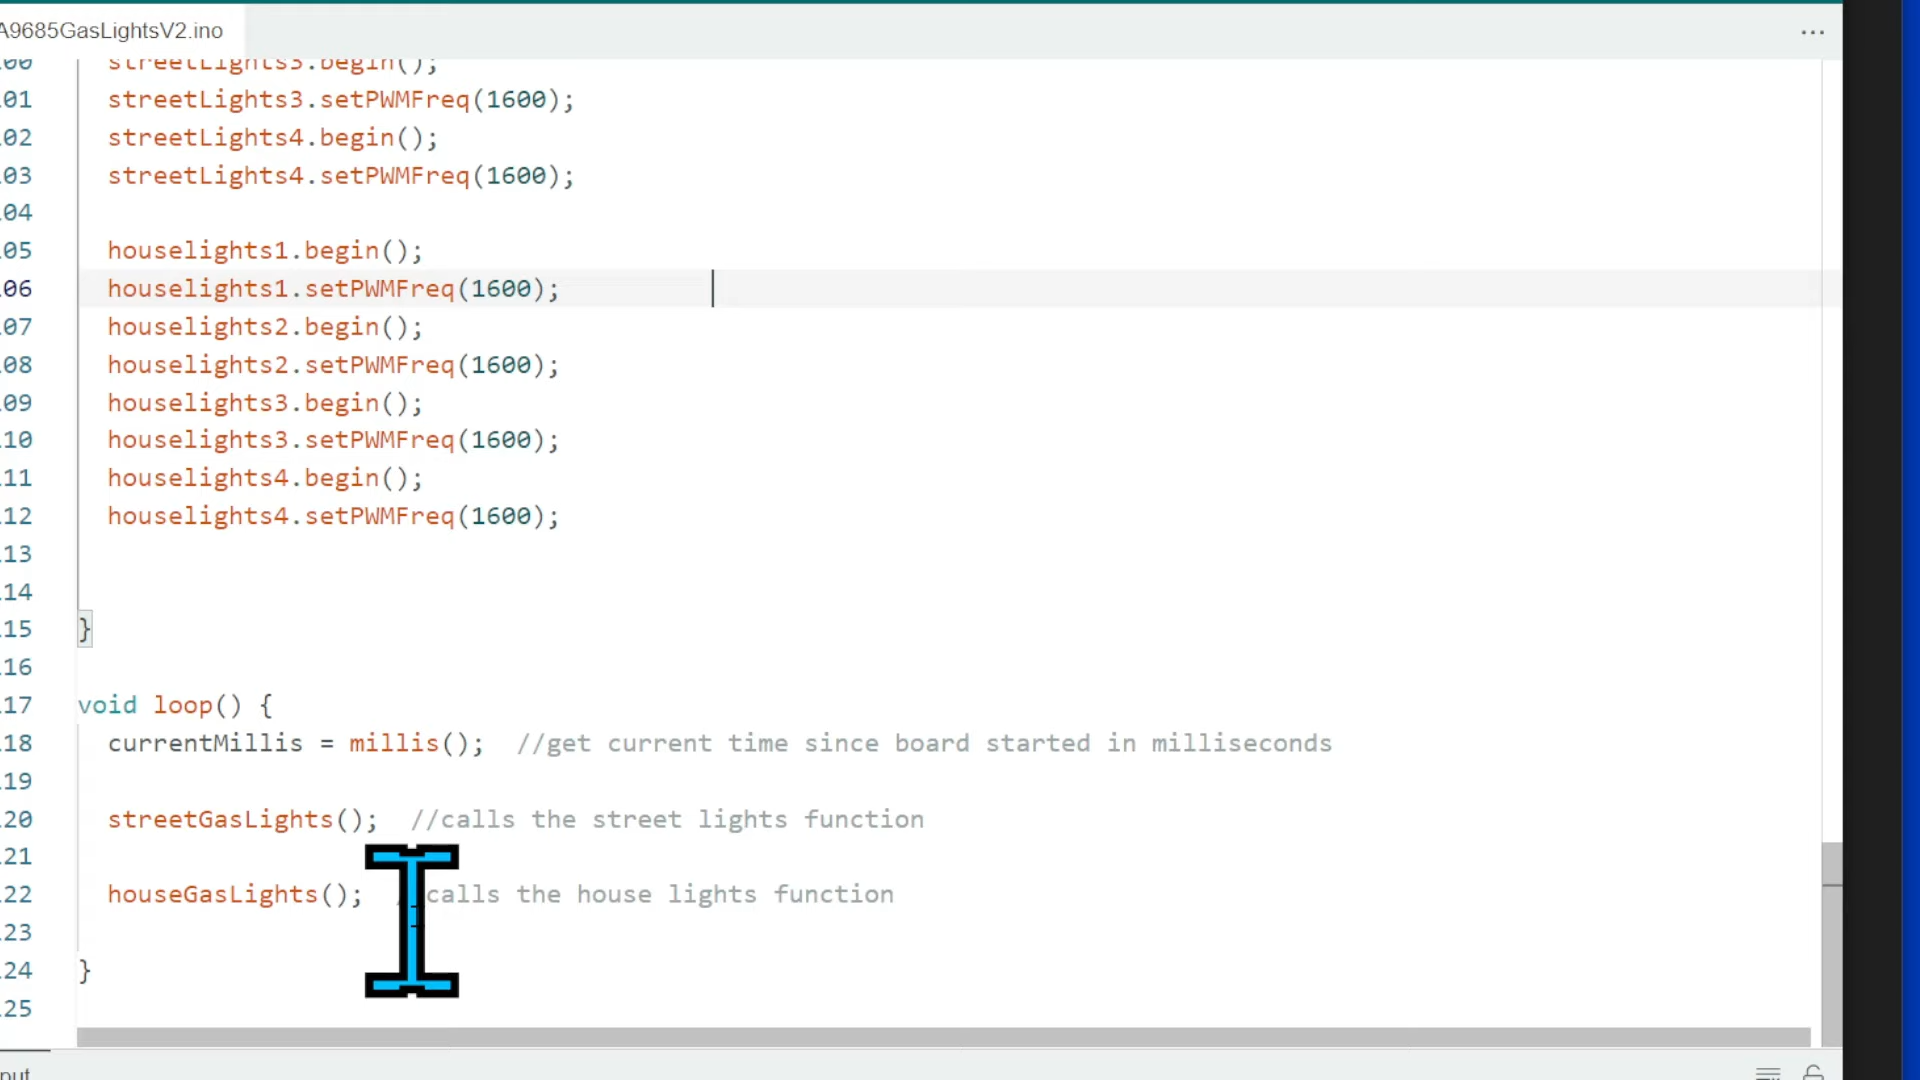 A9685GasLightsV2.ino
...
00 streetLights3.begin();
01 streetLights3.setPWMFreq(1600);
02 streetLights4.begin();
03 streetLights4.setPWMFreq(1600);
04
05 houselights1.begin();
06 houselights1.setPWMFreq(1600);
07 houselights2.begin();
08 houselights2.setPWMFreq(1600);
09 houselights3.begin();
10 houselights3.setPWMFreq(1600);
11 houselights4.begin();
12 houselights4.setPWMFreq(1600);
13
14
15 }
16
17 void loop() {
18 currentMillis = millis(); //get current time since board started in milliseconds
19
20 streetGasLights(); //calls the street lights function
21
22 houseGasLights(); /calls the house lights function
23
24 }
25
put